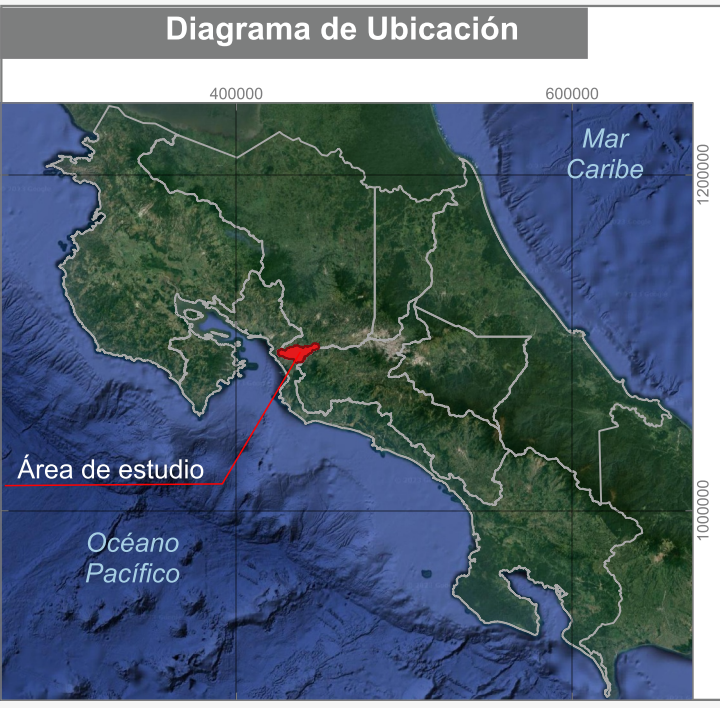 Diagrama de Ubicación
400000
600000
Mar
Caribe
1200000
Área de estudio
1000000
Océano
Pacífico